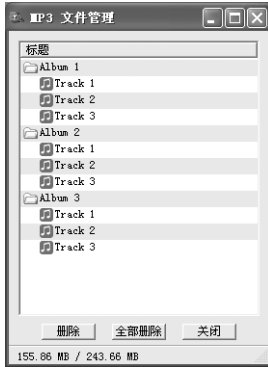 MP3 文件管理
标题
Album 1
Track 1
Track 2
Track 3
Album 2
Track 1
Track 2
Track 3
Album 3
Track 1
Track 2
Track 3
删除 全部删除 关闭
155.86 MB / 243.66 MB